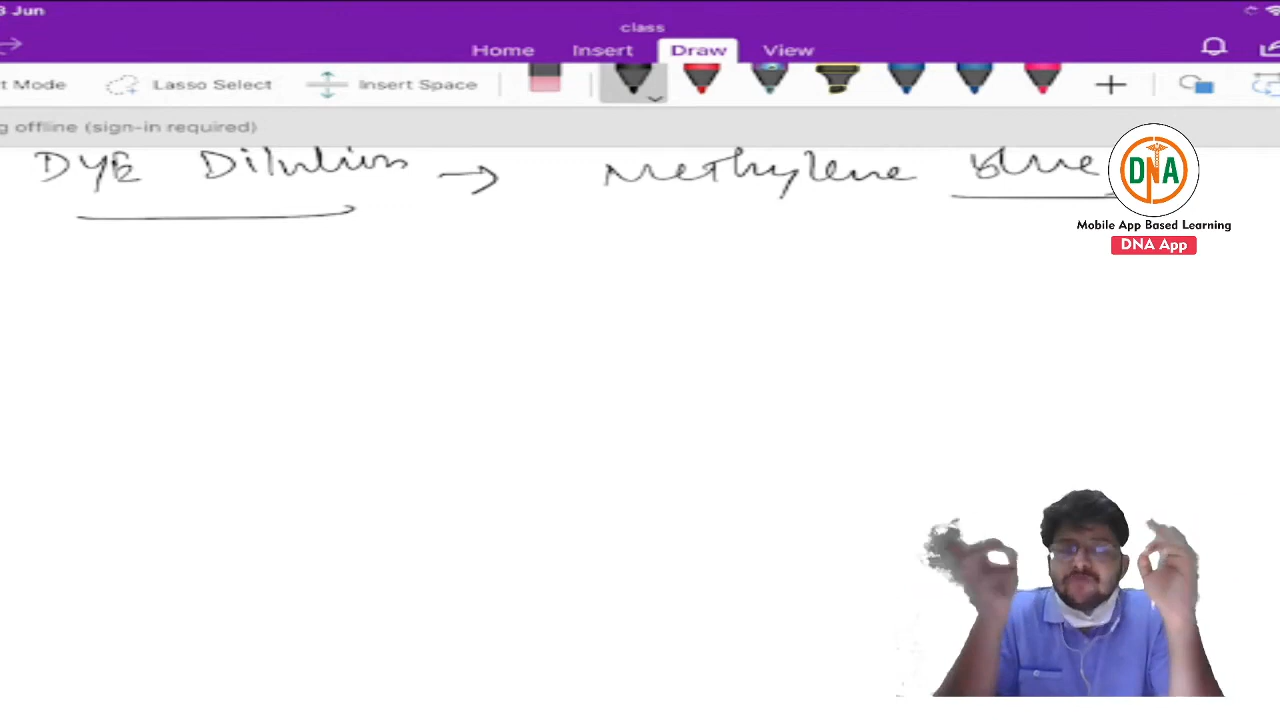 3 Jun
class
Home Insert Draw View
t Mode Lasso Select Insert Space
g offline (sign-in required)
DYE Dilution → Methylene Blue
DNA
Mobile App Based Learning
DNA App